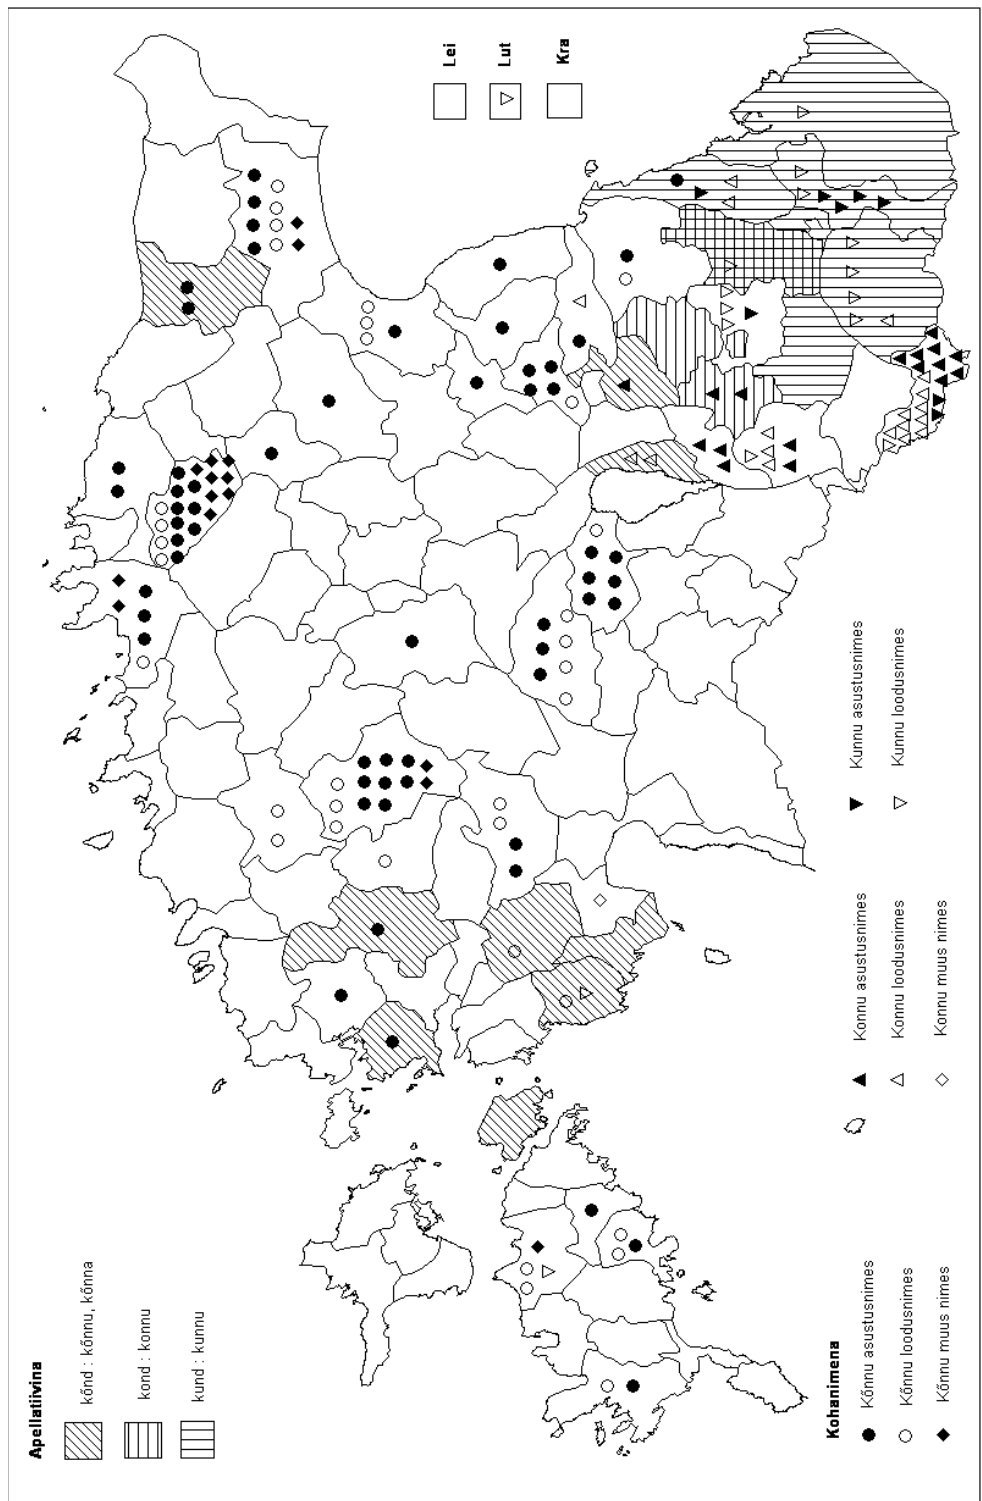 Apellatiivina
kõnd : kõnnu, kõnna
kond : konnu
kund : kunnu
Lei
Lut
Kra
Kohanimena
Kõnnu asustusnimes
Kõnnu loodusnimes
Kõnnu muus nimes
Konnu asustusnimes
Konnu loodusnimes
Konnu muus nimes
Kunnu asustusnimes
Kunnu loodusnimes